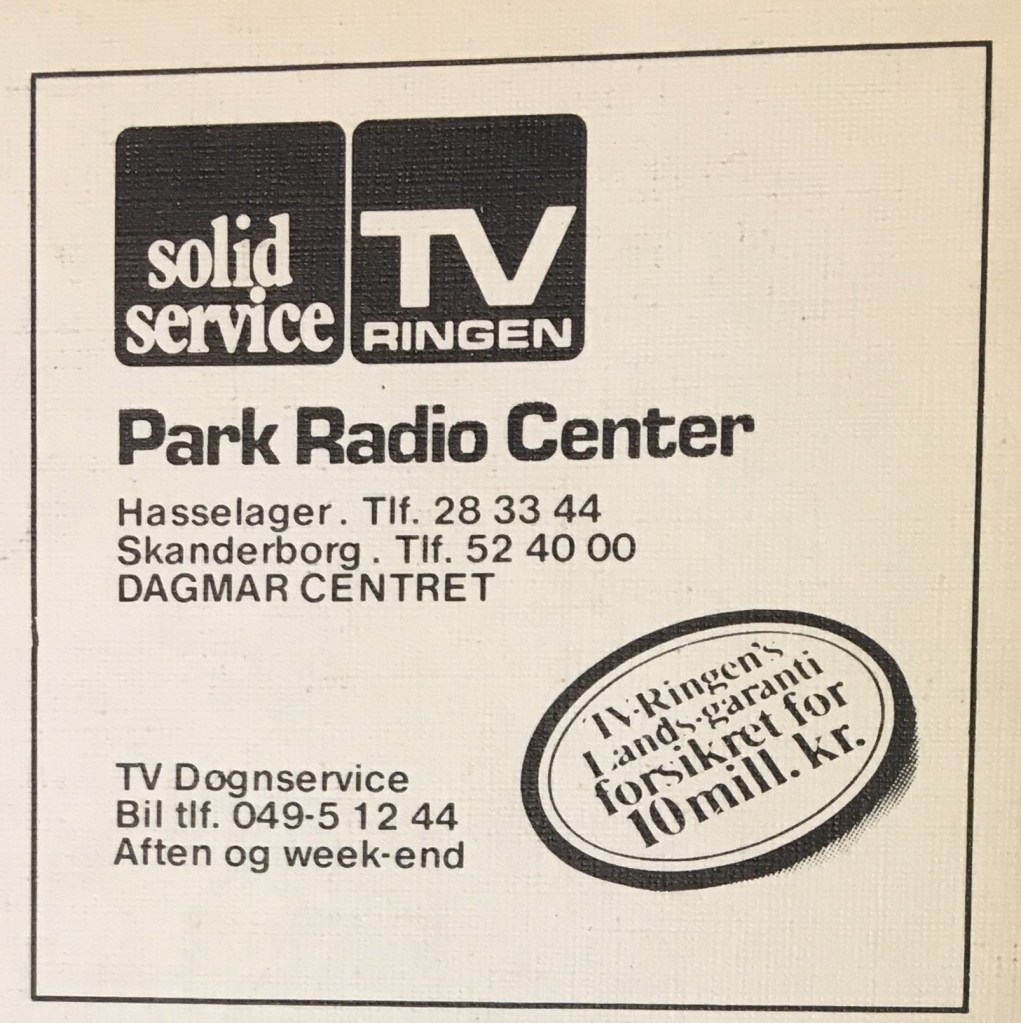 solid
service
TV
RINGEN
Park Radio Center
Hasselager. Tlf. 28 33 44
Skanderborg. Tlf. 52 40 00
DAGMAR CENTRET
TV-Ringen's
Lands-garanti
forsikret for
10 mill. kr.
TV Døgnservice
Bil tlf. 049-5 12 44
Aften og week-end